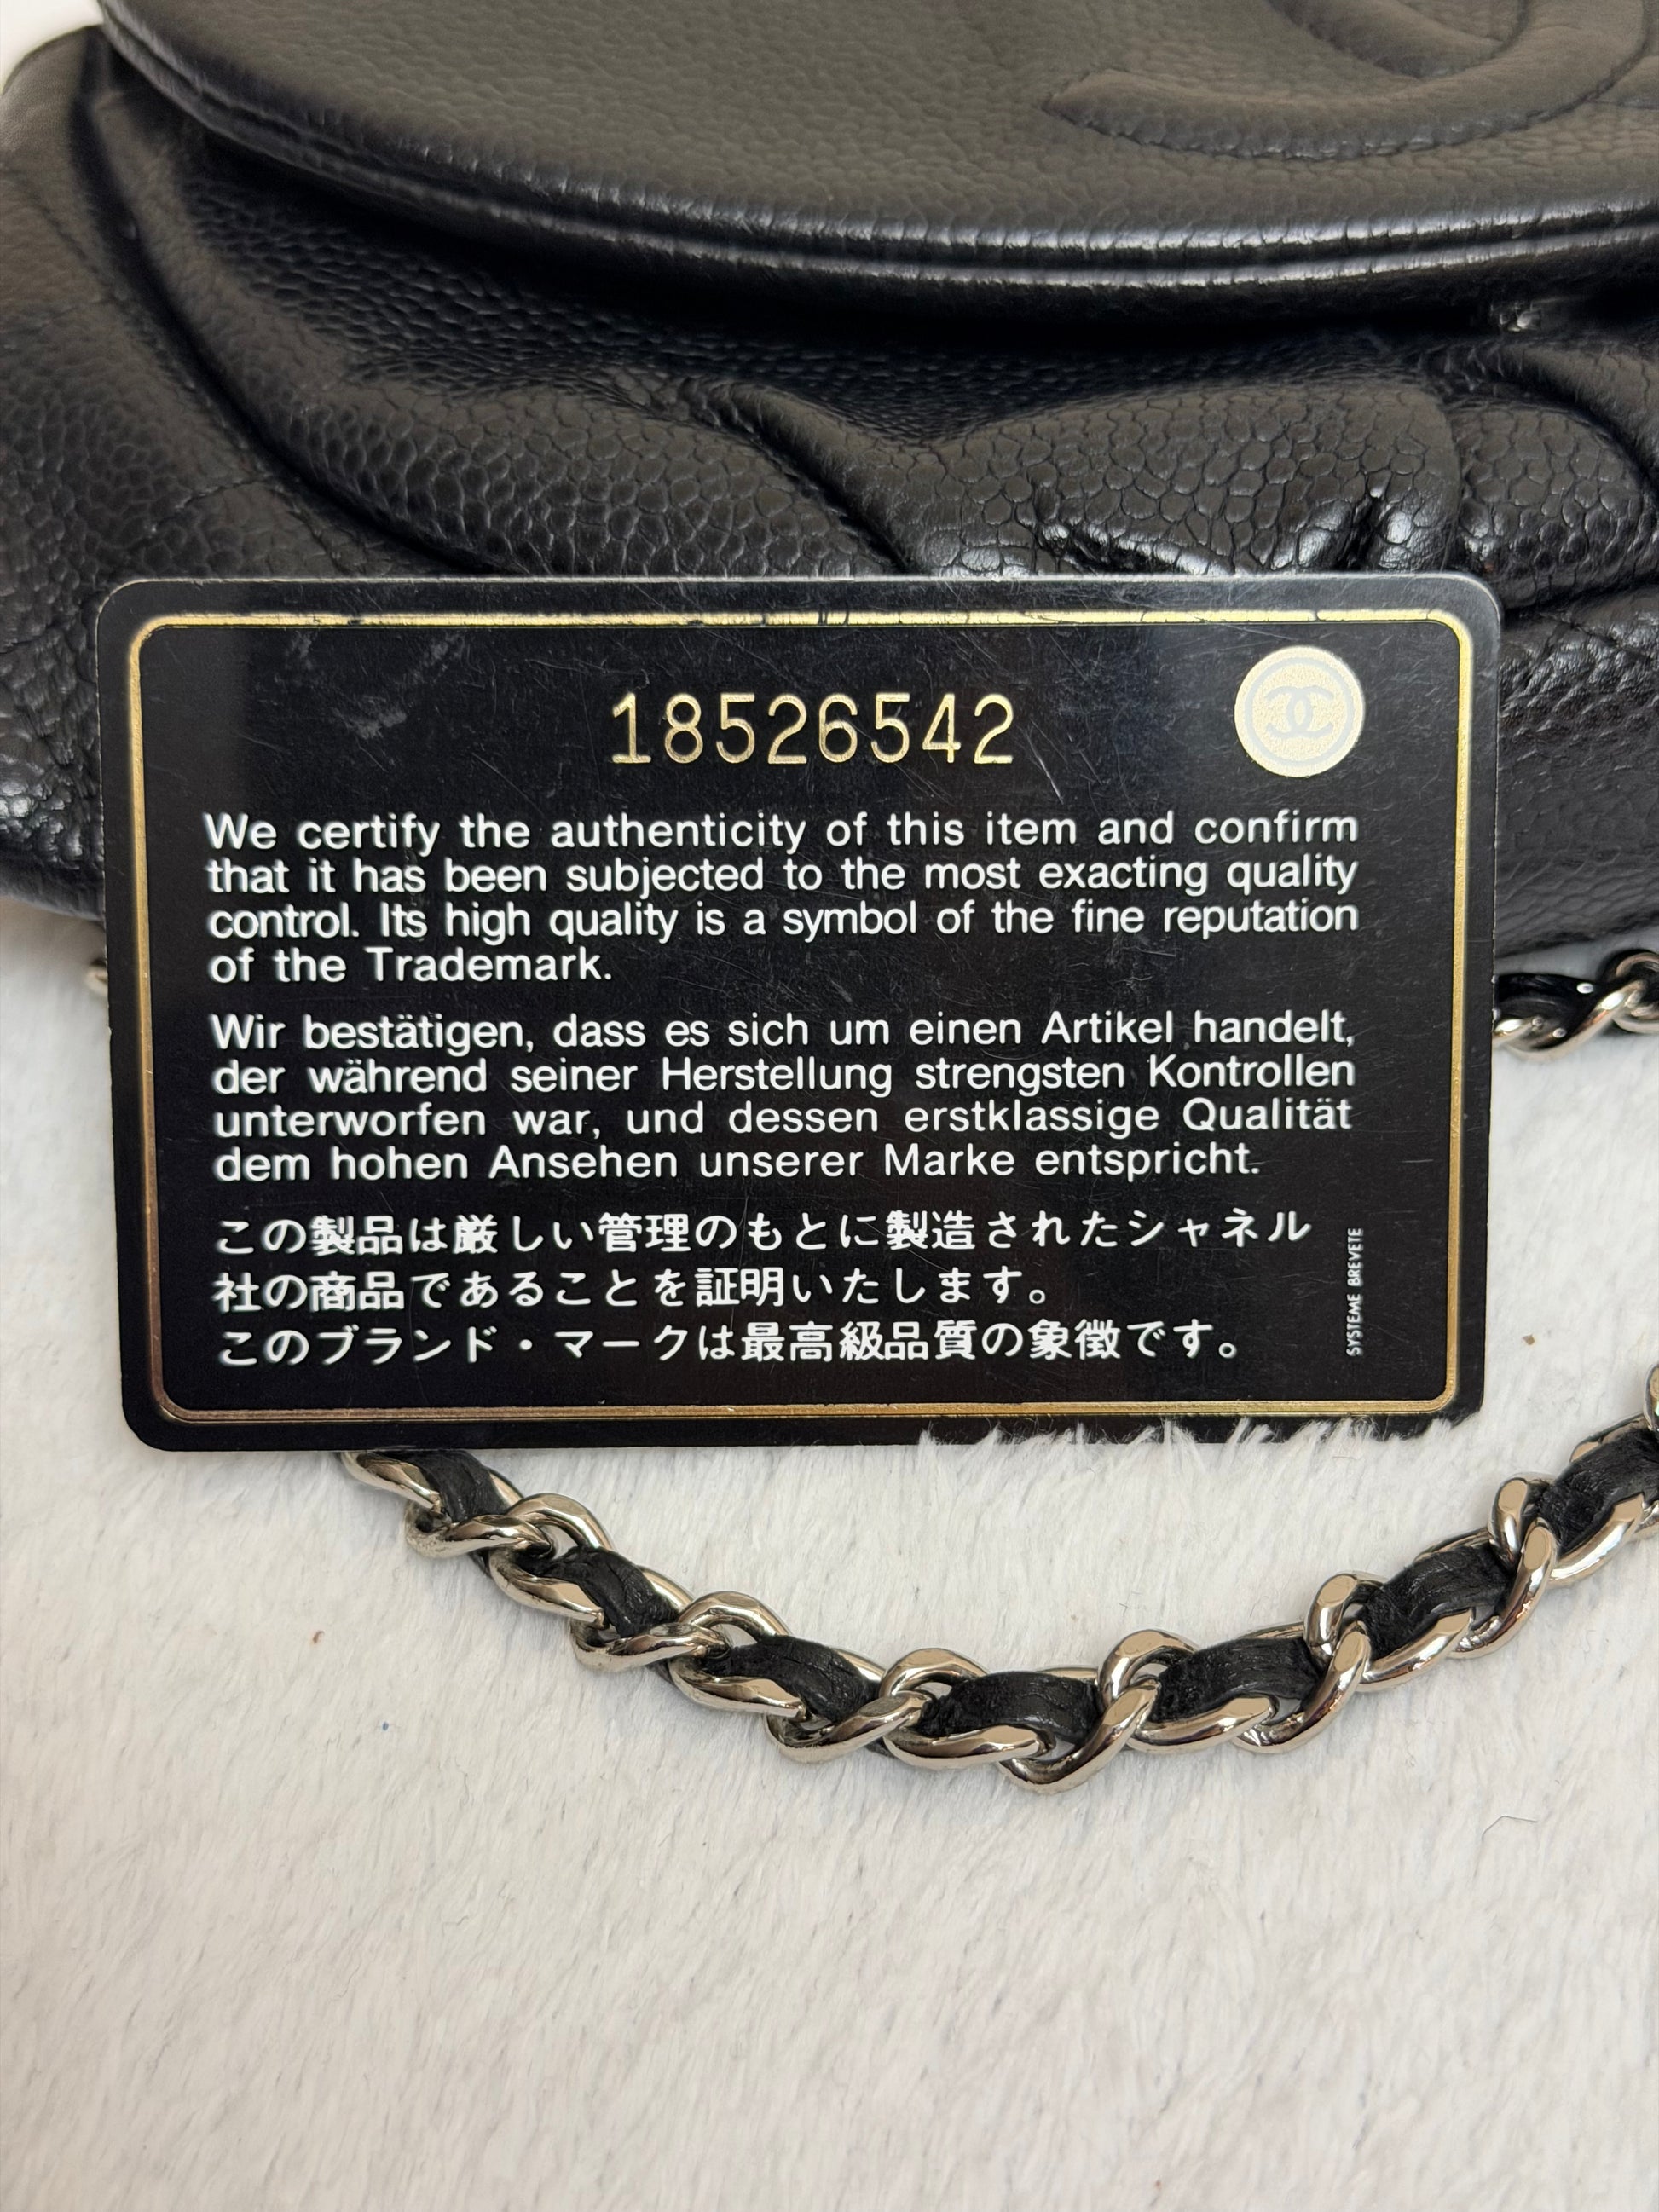 18526542
We certify the authenticity of this item and confirm
that it has been subjected to the most exacting quality
control. Its high quality is a symbol of the fine reputation
of the Trademark.
Wir bestätigen, dass es sich um einen Artikel handelt,
der während seiner Herstellung strengsten Kontrollen
unterworfen war, und dessen erstklassige Qualität
dem hohen Ansehen unserer Marke entspricht.
この製品は厳しい管理のもとに製造されたシャネル
社の商品であることを証明いたします。
このブランド・マークは最高級品質の象徴です。
SYSTEME BREVETE